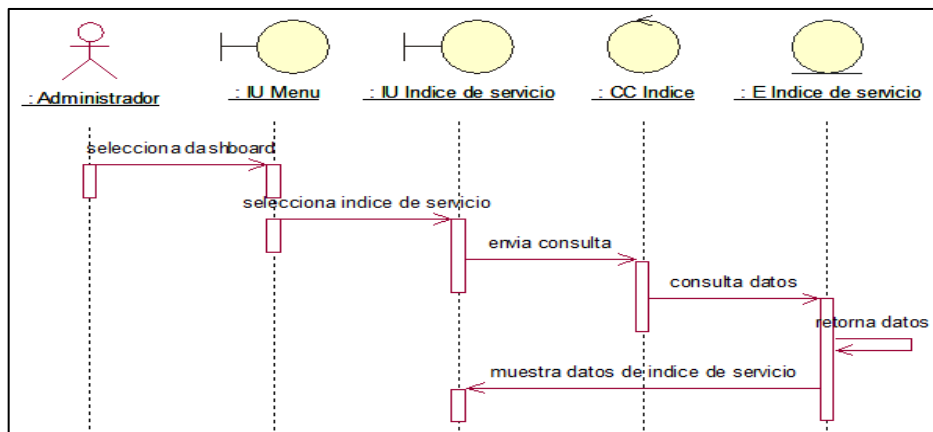 : Administrador
: IU Menu
: IU Indice de servicio
: CC Indice
: E Indice de servicio
selecciona dashboard
selecciona indice de servicio
envia consulta
consulta datos
retorna datos
muestra datos de indice de servicio